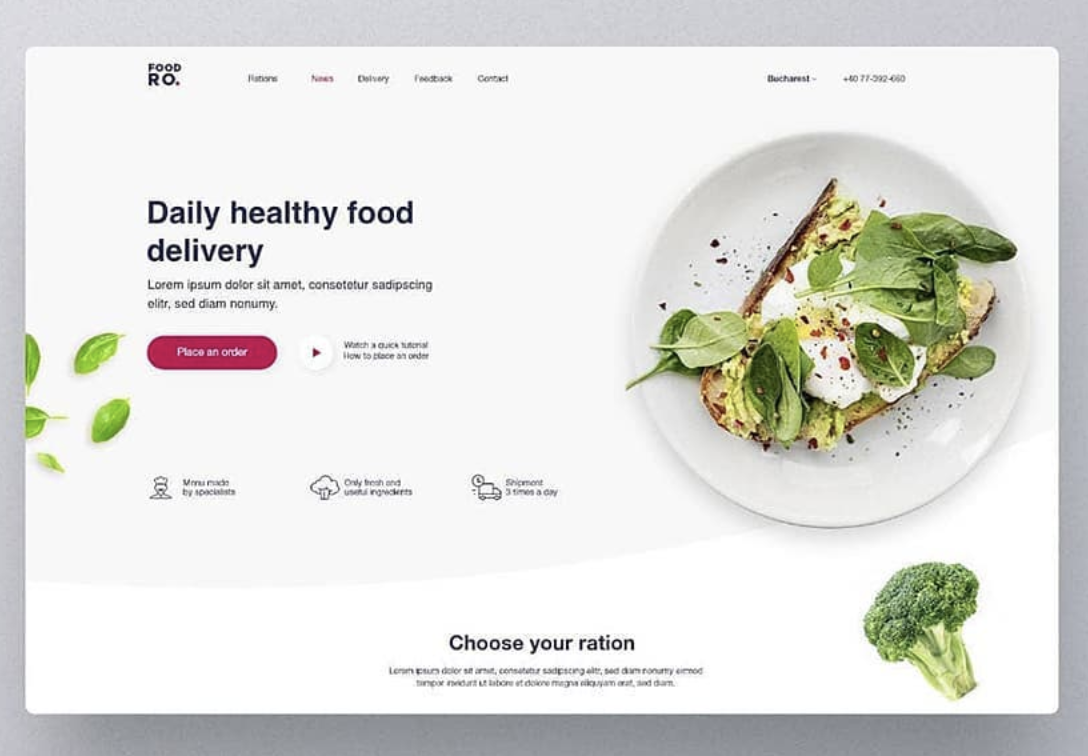 FOOD
RO.
Rations
News
Delivery
Feedback
Contact
Bucharest
+40 77-392-660
Daily healthy food
delivery
Lorem ipsum dolor sit amet, consetetur sadipscing
elitr, sed diam nonumy.
Place an order
Watch a quick tutorial
How to place an order
Menu made
by specialists
Only fresh and
useful ingredients
Shipment
3 times a day
Choose your ration
Lorem ipsum dolor sit amet, consetetur sadipscing elitr, sed diam nonumy eirmod
tempor invidunt ut labore et dolore magna aliquyam erat, sed diam.